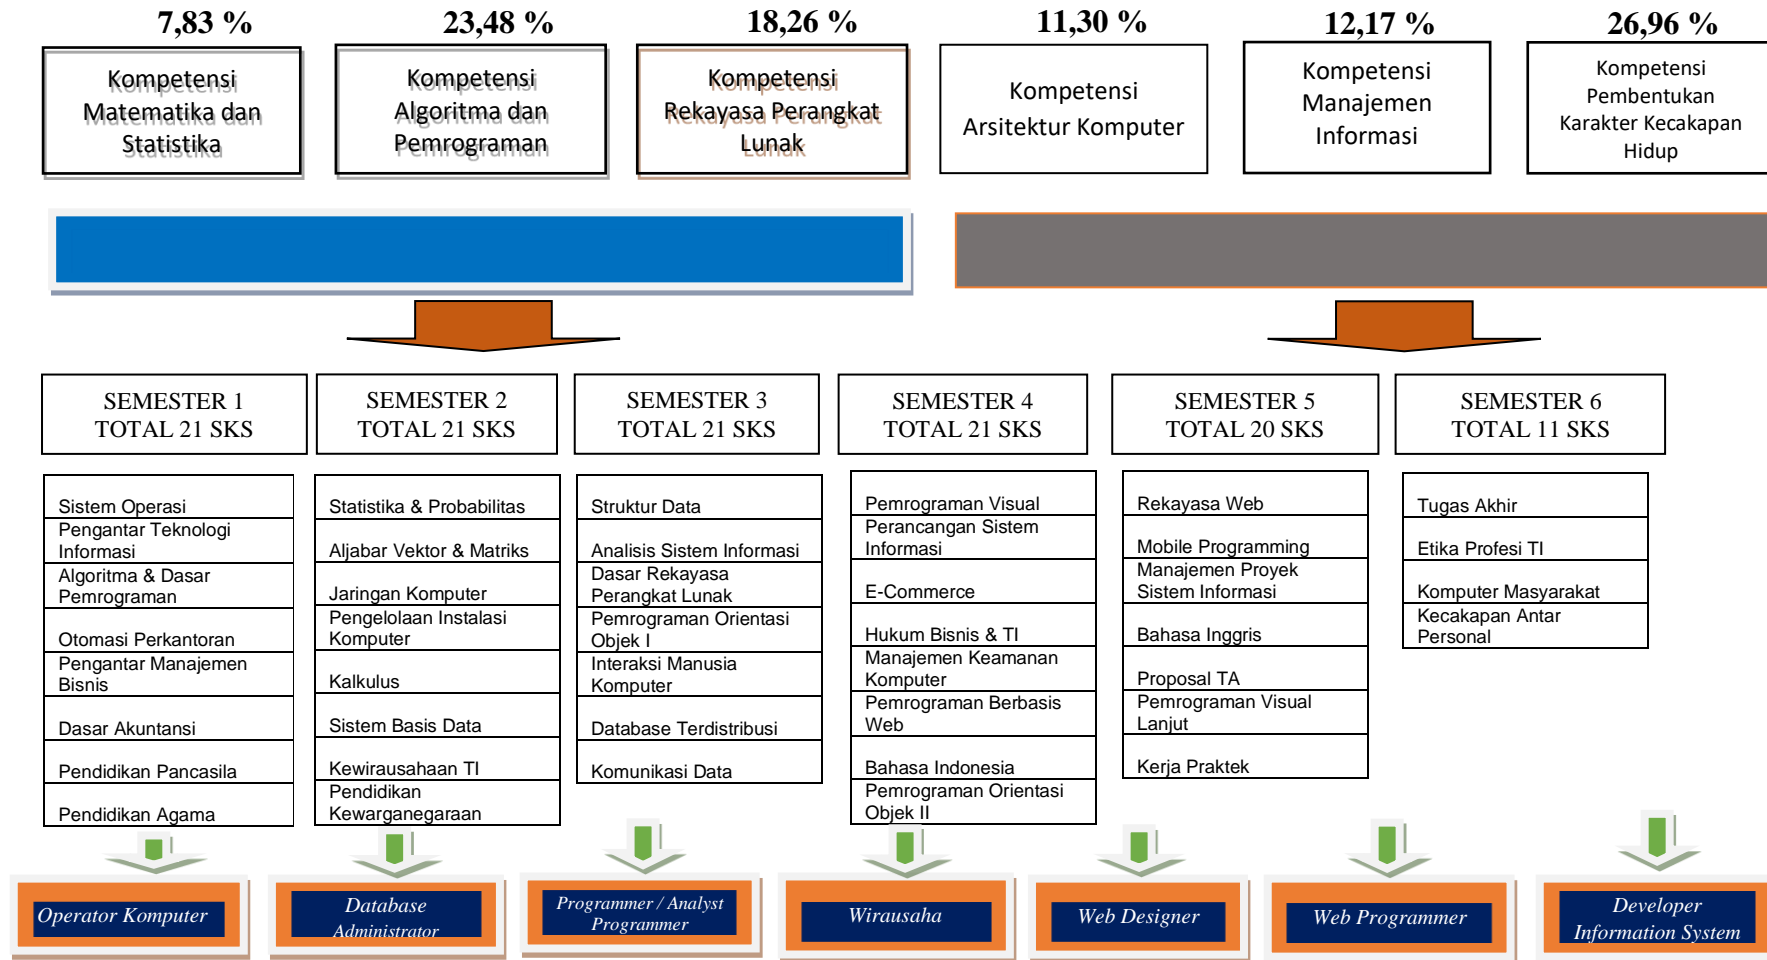 7,83 %
23,48 %
18,26 %
11,30 %
12,17 %
26,96 %
Kompetensi
Matematika dan
Statistika
Kompetensi
Algoritma dan
Pemrograman
Kompetensi
Rekayasa Perangkat
Lunak
Kompetensi
Arsitektur Komputer
Kompetensi
Manajemen
Informasi
Kompetensi
Pembentukan
Karakter Kecakapan
Hidup
SEMESTER 1
TOTAL 21 SKS
SEMESTER 2
TOTAL 21 SKS
SEMESTER 3
TOTAL 21 SKS
SEMESTER 4
TOTAL 21 SKS
SEMESTER 5
TOTAL 20 SKS
SEMESTER 6
TOTAL 11 SKS
Sistem Operasi
Pengantar Teknologi
Informasi
Algoritma & Dasar
Pemrograman
Otomasi Perkantoran
Pengantar Manajemen
Bisnis
Dasar Akuntansi
Pendidikan Pancasila
Pendidikan Agama
Statistika & Probabilitas
Aljabar Vektor & Matriks
Jaringan Komputer
Pengelolaan Instalasi
Komputer
Kalkulus
Sistem Basis Data
Kewirausahaan TI
Pendidikan
Kewarganegaraan
Struktur Data
Analisis Sistem Informasi
Dasar Rekayasa
Perangkat Lunak
Pemrograman Orientasi
Objek I
Interaksi Manusia
Komputer
Database Terdistribusi
Komunikasi Data
Pemrograman Visual
Perancangan Sistem
Informasi
E-Commerce
Hukum Bisnis & TI
Manajemen Keamanan
Komputer
Pemrograman Berbasis
Web
Bahasa Indonesia
Pemrograman Orientasi
Objek II
Rekayasa Web
Mobile Programming
Manajemen Proyek
Sistem Informasi
Bahasa Inggris
Proposal TA
Pemrograman Visual
Lanjut
Kerja Praktek
Tugas Akhir
Etika Profesi TI
Komputer Masyarakat
Kecakapan Antar
Personal
Operator Komputer
Database
Administrator
Programmer / Analyst
Programmer
Wirausaha
Web Designer
Web Programmer
Developer
Information System